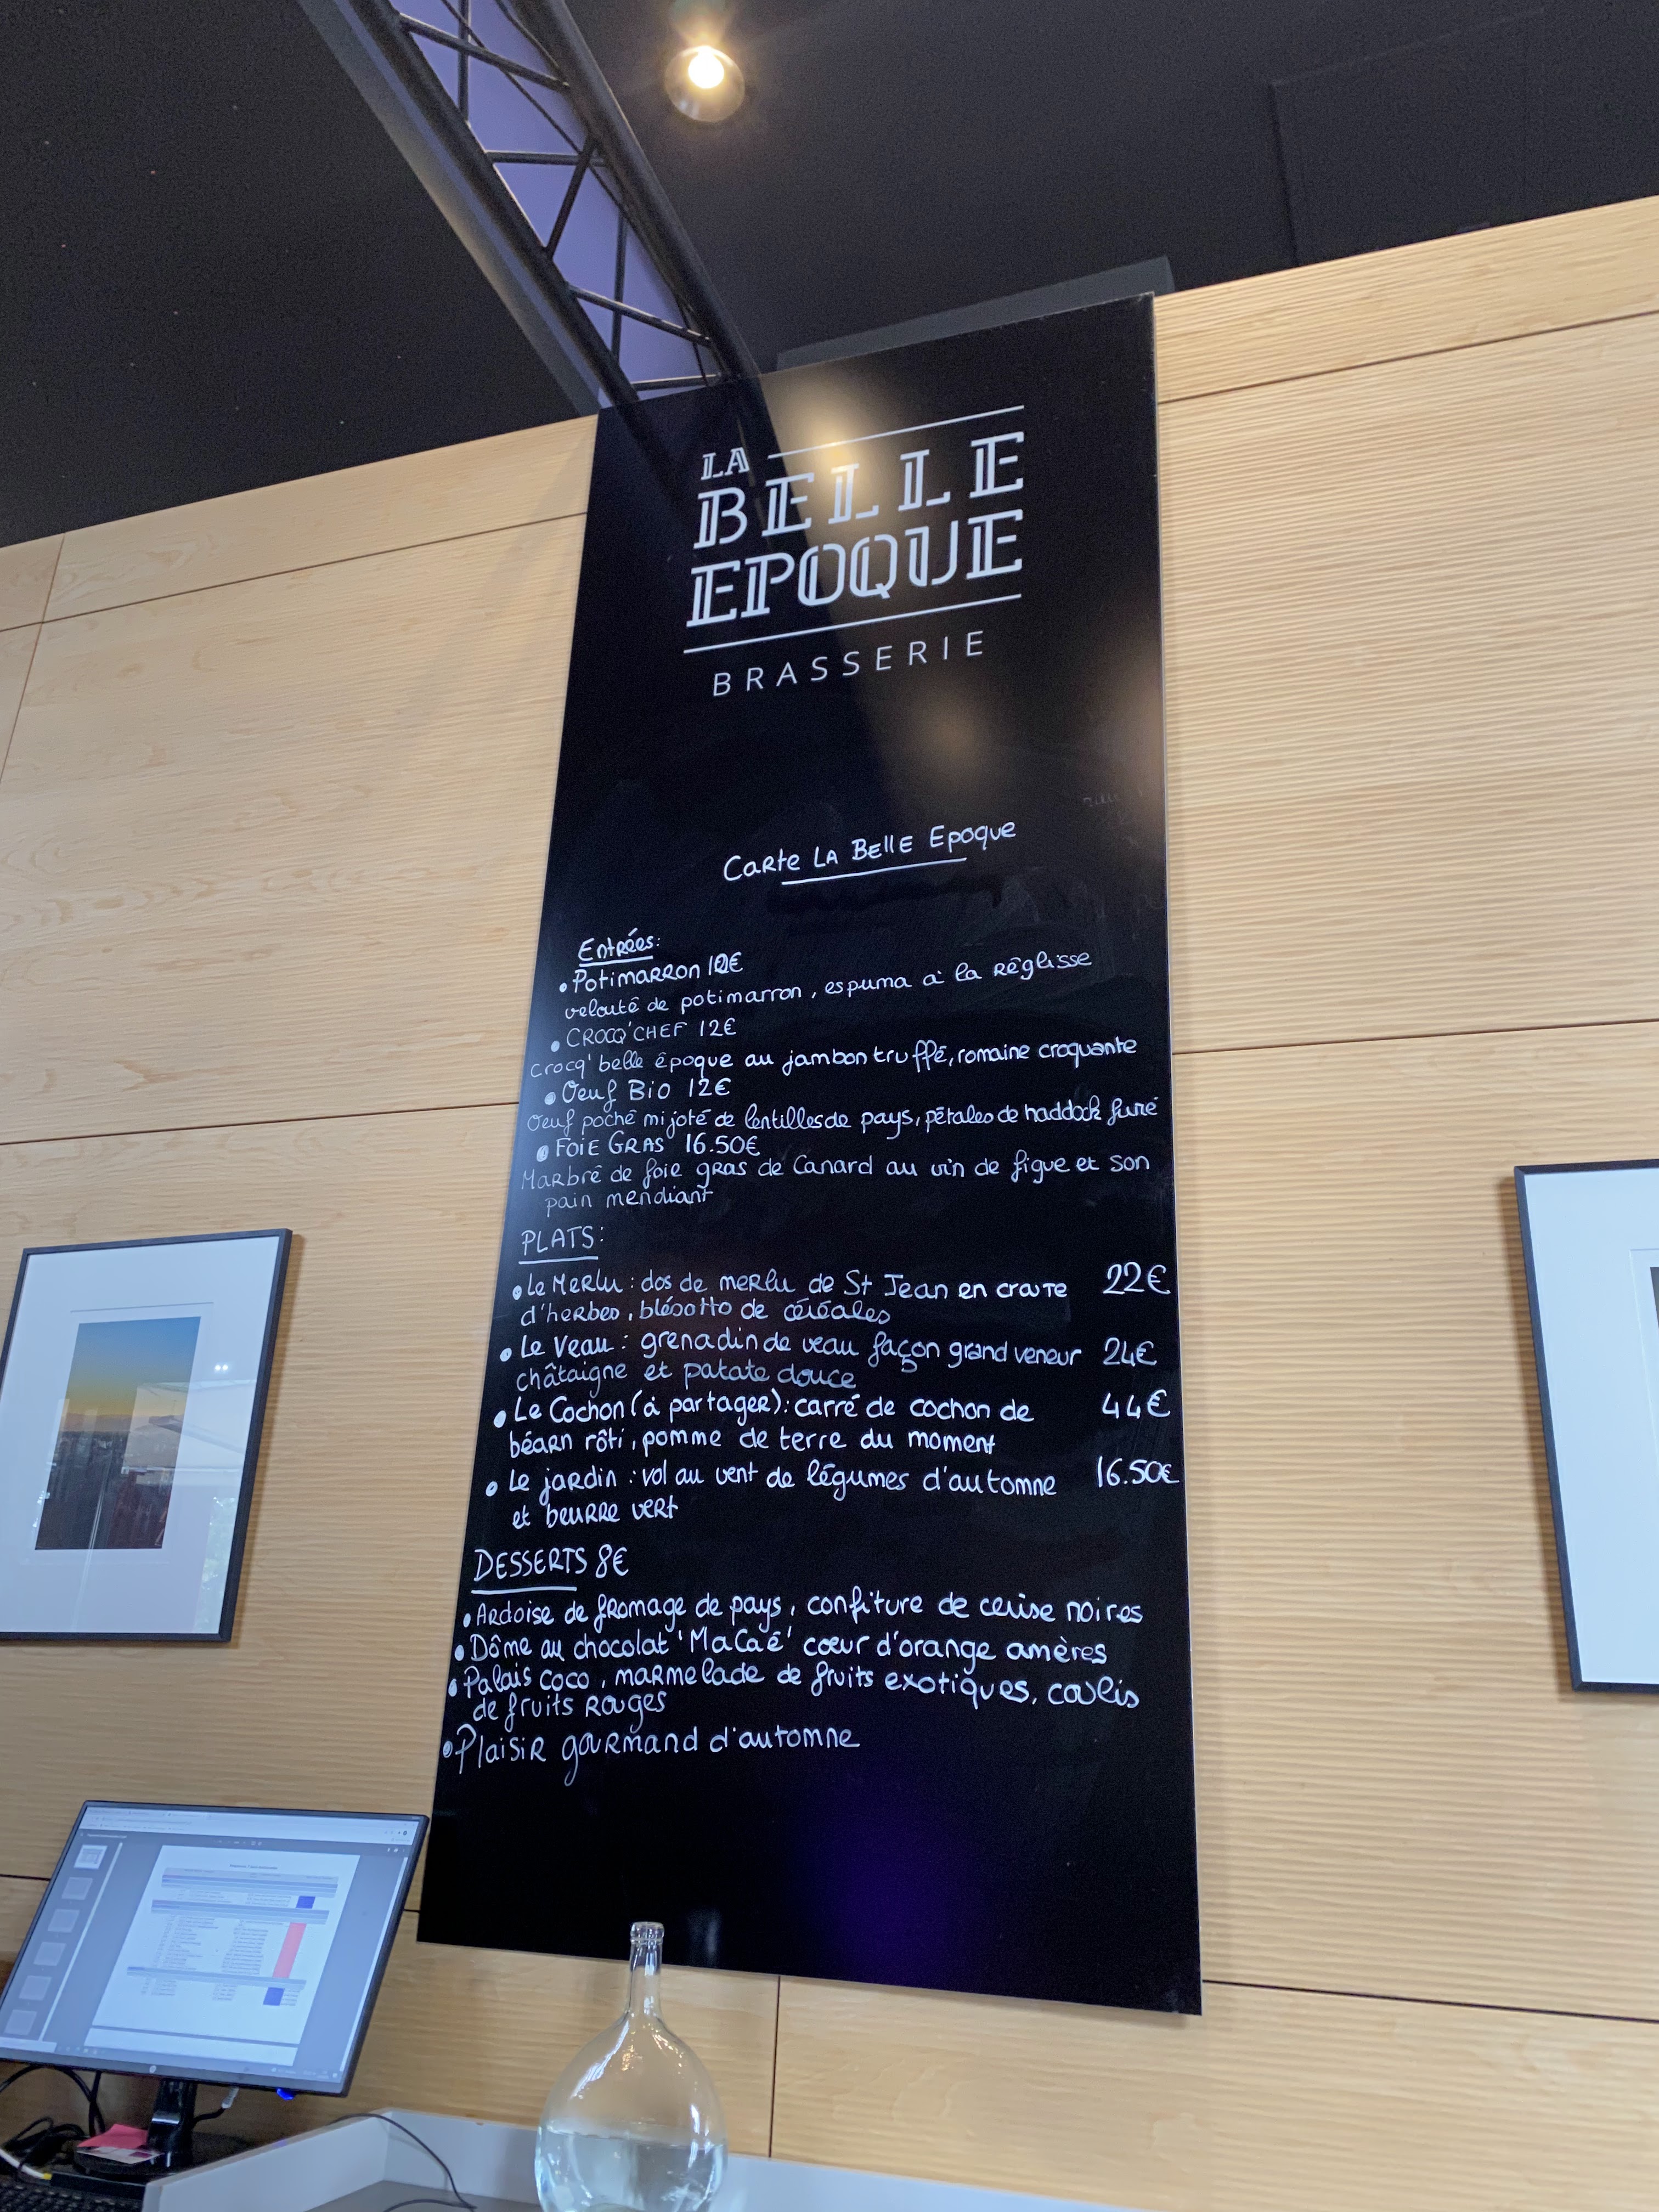 LA
BELLE
EPOQUE
BRASSERIE
Carte LA BellE Epoque
Entrées:
• Potimarron 10€
velouté de potimarron, espuma à la réglisse
• CROCQ'CHEF 12€
crocq' belle époque au jambon truffé, romaine croquante
• Oeuf Bio 12€
Oeuf poché mijoté de lentilles de pays, pétales de haddock fumé
• FOIE GRAS 16.50€
Marbré de foie gras de Canard au vin de figue et son
pain mendiant
PLATS:
• Le Merlu : dos de merlu de St Jean en croute 22€
d'herbes, blésotto de céréales
• Le Veau : grenadin de veau façon grand veneur 24€
châtaigne et patate douce
• Le Cochon (à partager): carré de cochon de 44€
béarn rôti, pomme de terre du moment
• Le jardin : vol au vent de légumes d'automne 16.50€
et beurre vert
DESSERTS 8€
• Ardoise de fromage de pays, confiture de cerise noires
• Dôme au chocolat 'Macaé' cœur d'orange amères
• Palais coco, marmelade de fruits exotiques, coulis
de fruits rouges
• Plaisir gourmand d'automne